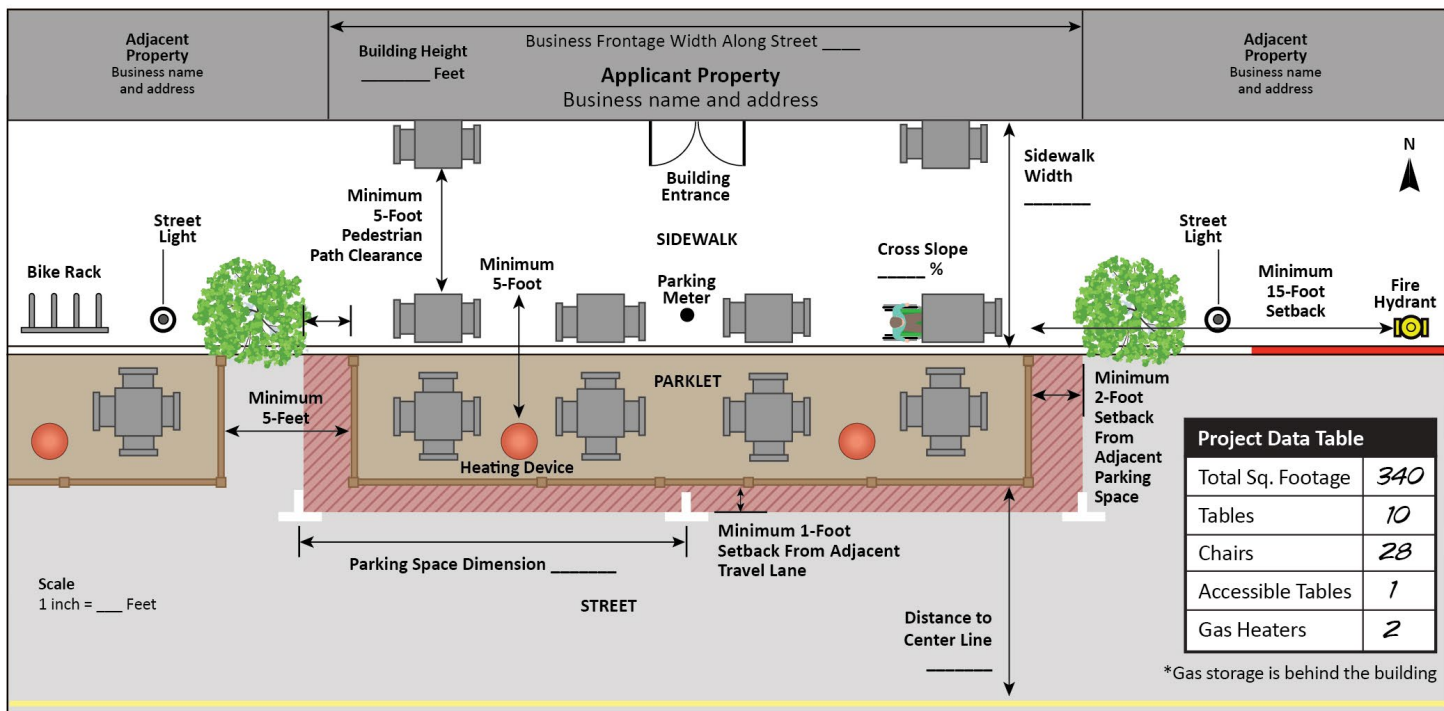 Adjacent
Property
Business name
and address
Building Height
_______ Feet
Business Frontage Width Along Street ____
Applicant Property
Business name and address
Adjacent
Property
Business name
and address
Building
Entrance
Sidewalk
Width
_______
N
Minimum
5-Foot
Pedestrian
Path Clearance
Street
Light
Bike Rack
SIDEWALK
Minimum
5-Foot
Parking
Meter
Cross Slope
_____ %
Street
Light
Minimum
15-Foot
Setback
Fire
Hydrant
Minimum
5-Feet
PARKLET
Heating Device
Minimum
2-Foot
Setback
From
Adjacent
Parking
Space
Minimum 1-Foot
Setback From Adjacent
Travel Lane
Parking Space Dimension _______
Scale
1 inch = ___ Feet
STREET
Distance to
Center Line
_______
Project Data Table
Total Sq. Footage 340
Tables 10
Chairs 28
Accessible Tables 1
Gas Heaters 2
*Gas storage is behind the building